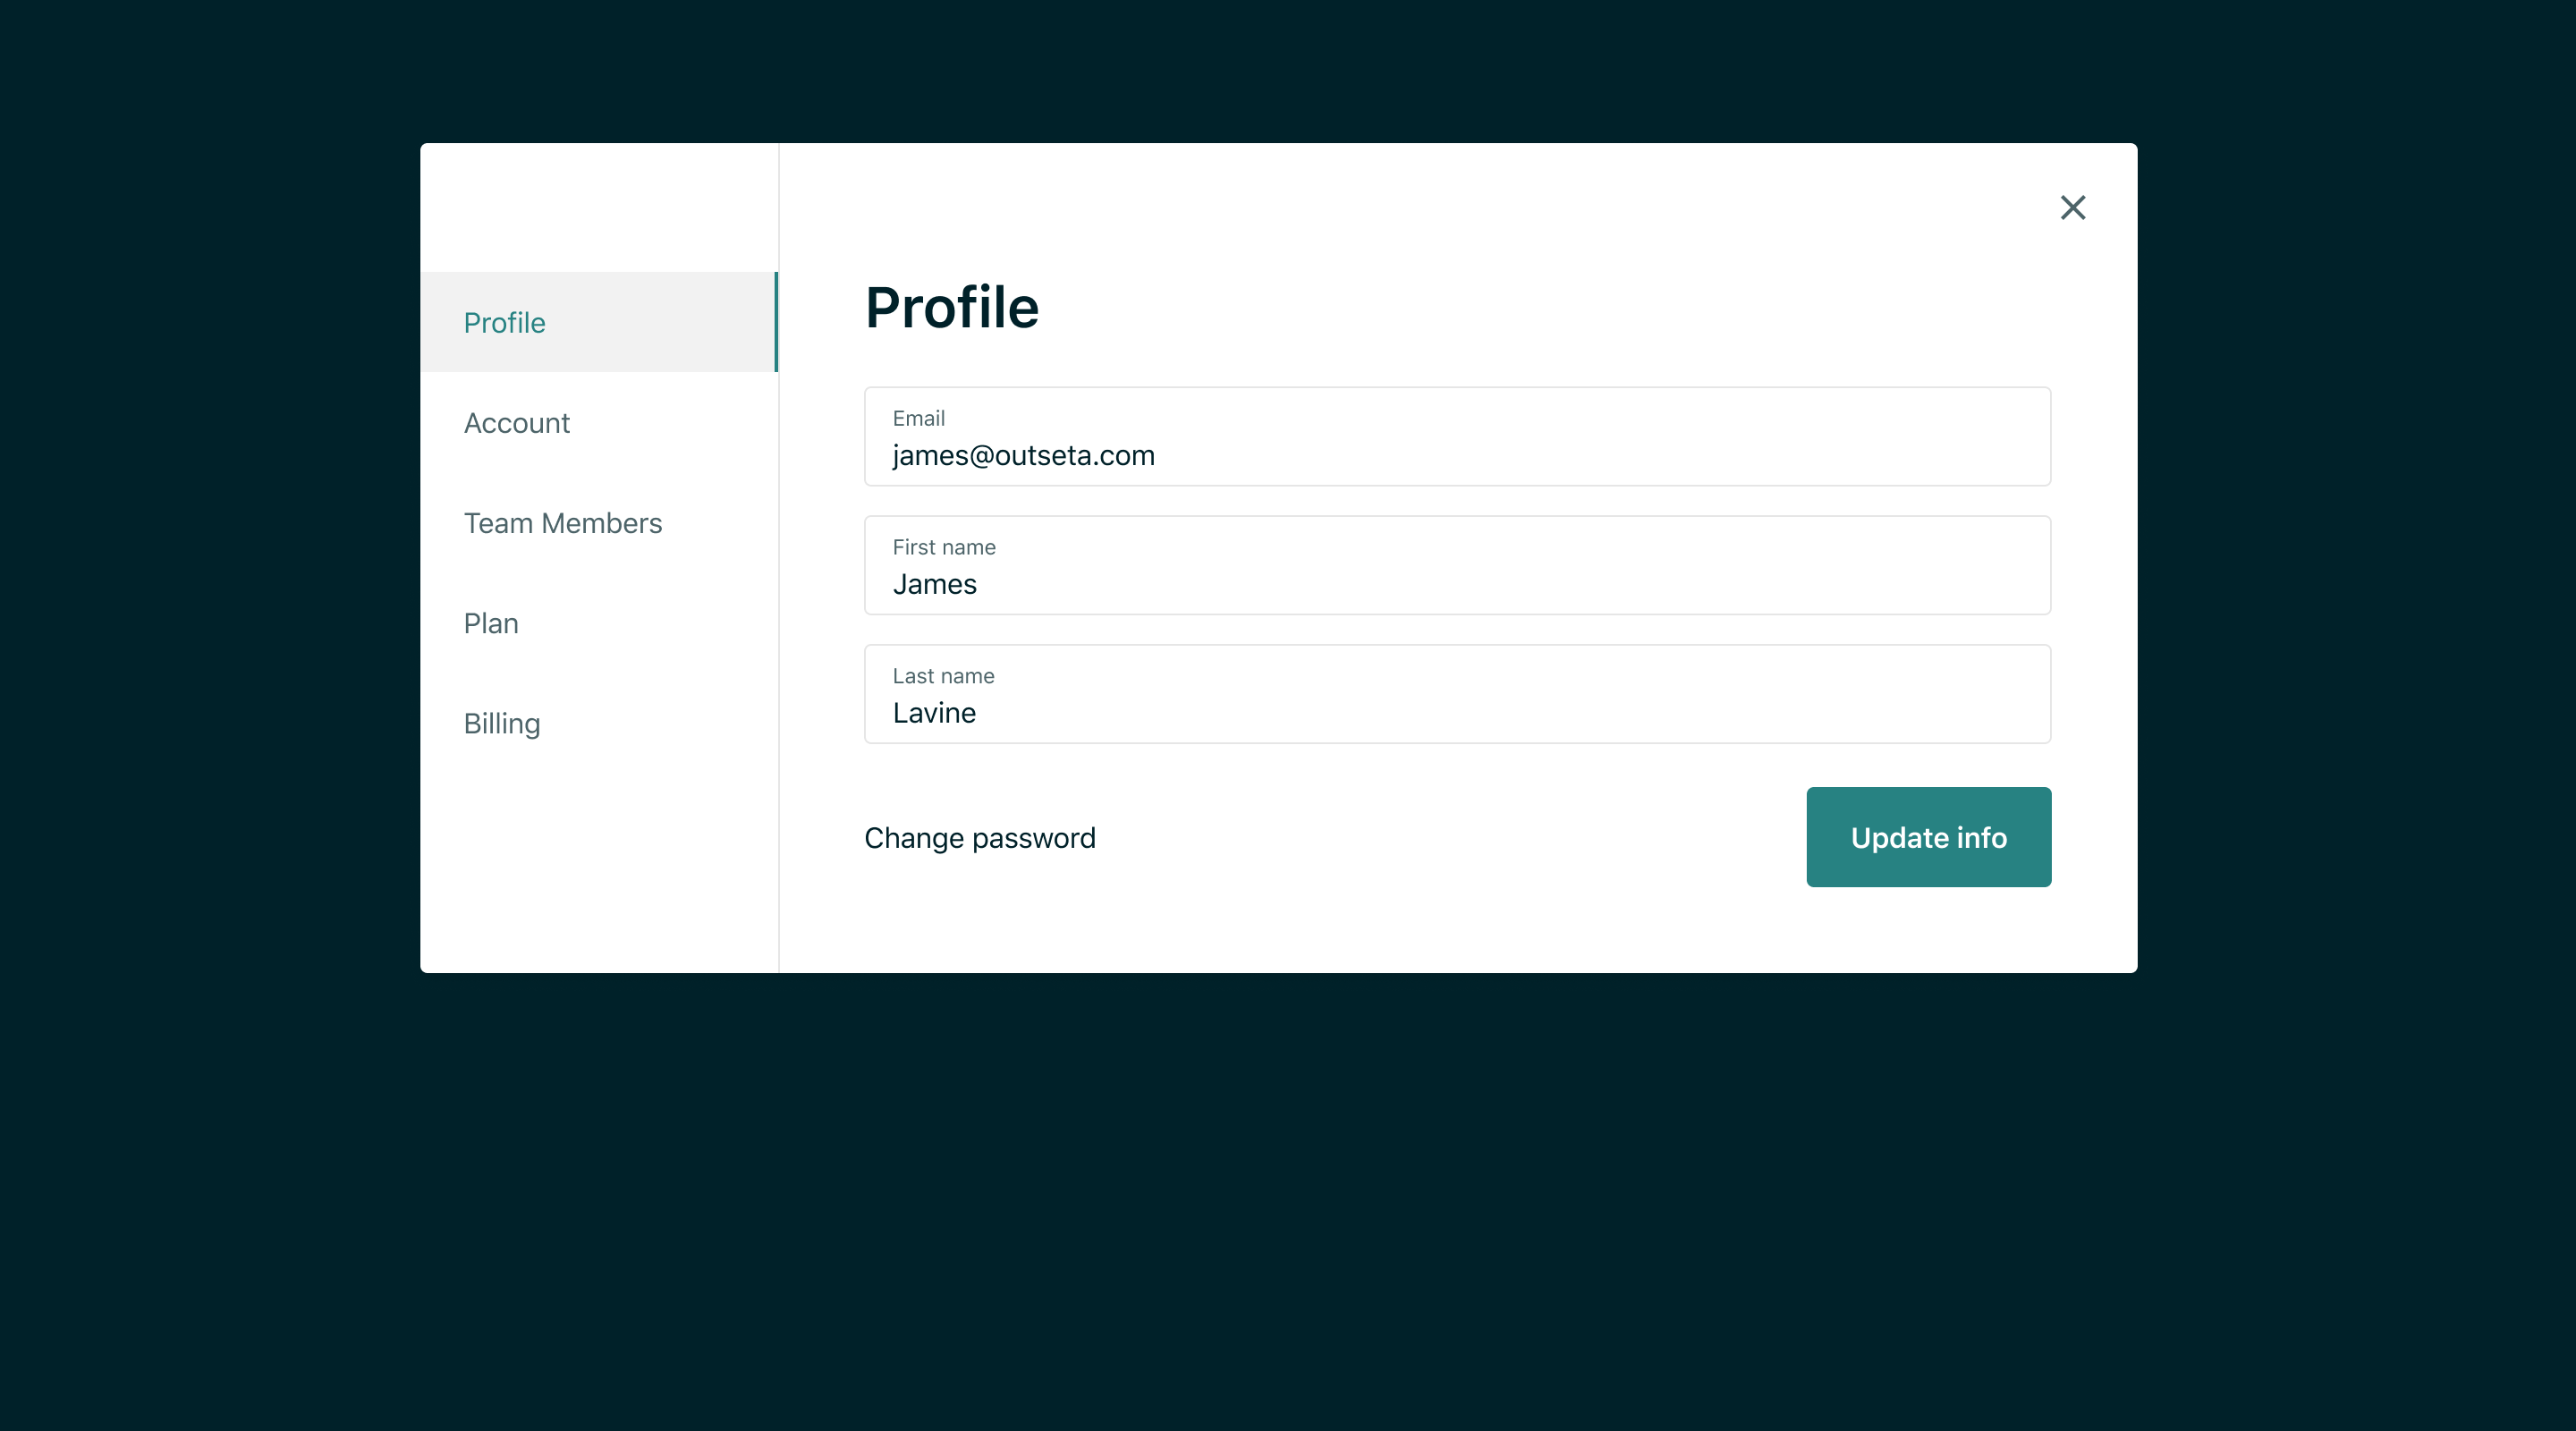 Profile
Account
Team Members
Plan
Billing
Profile
Email
james@outseta.com
First name
James
Last name
Lavine
Change password
Update info